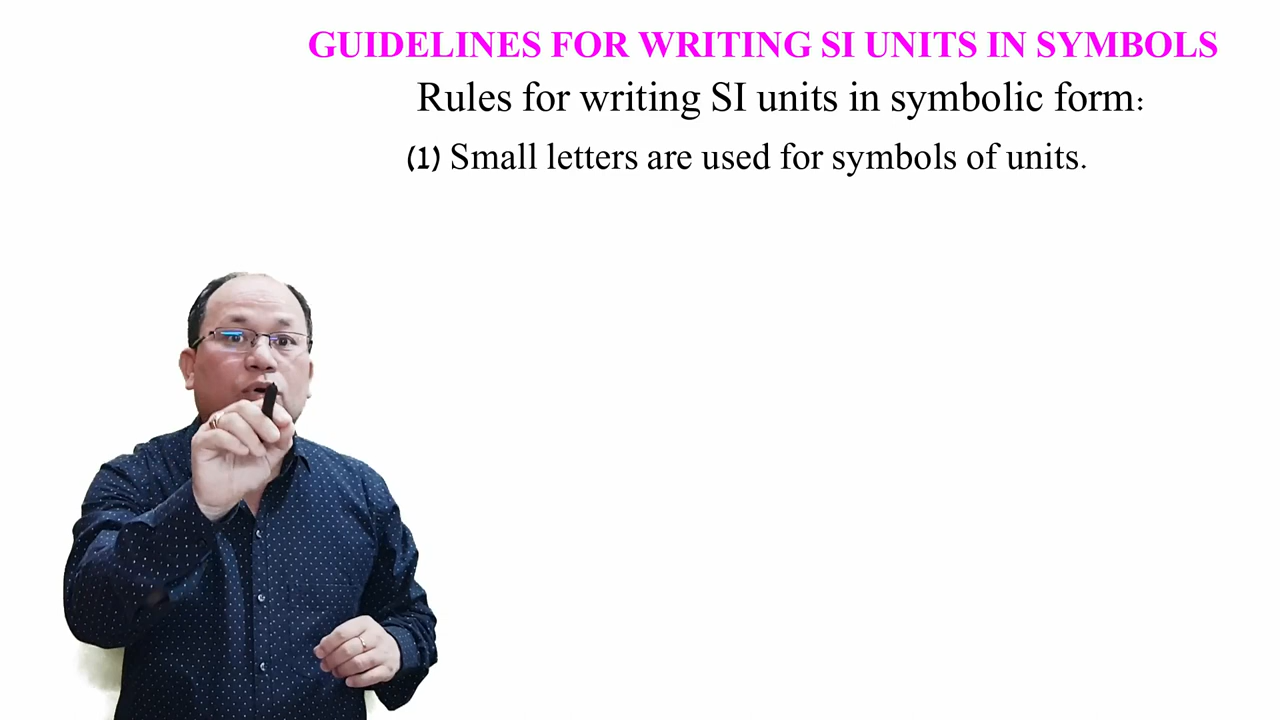 GUIDELINES FOR WRITING SI UNITS IN SYMBOLS
Rules for writing SI units in symbolic form:
(1) Small letters are used for symbols of units.